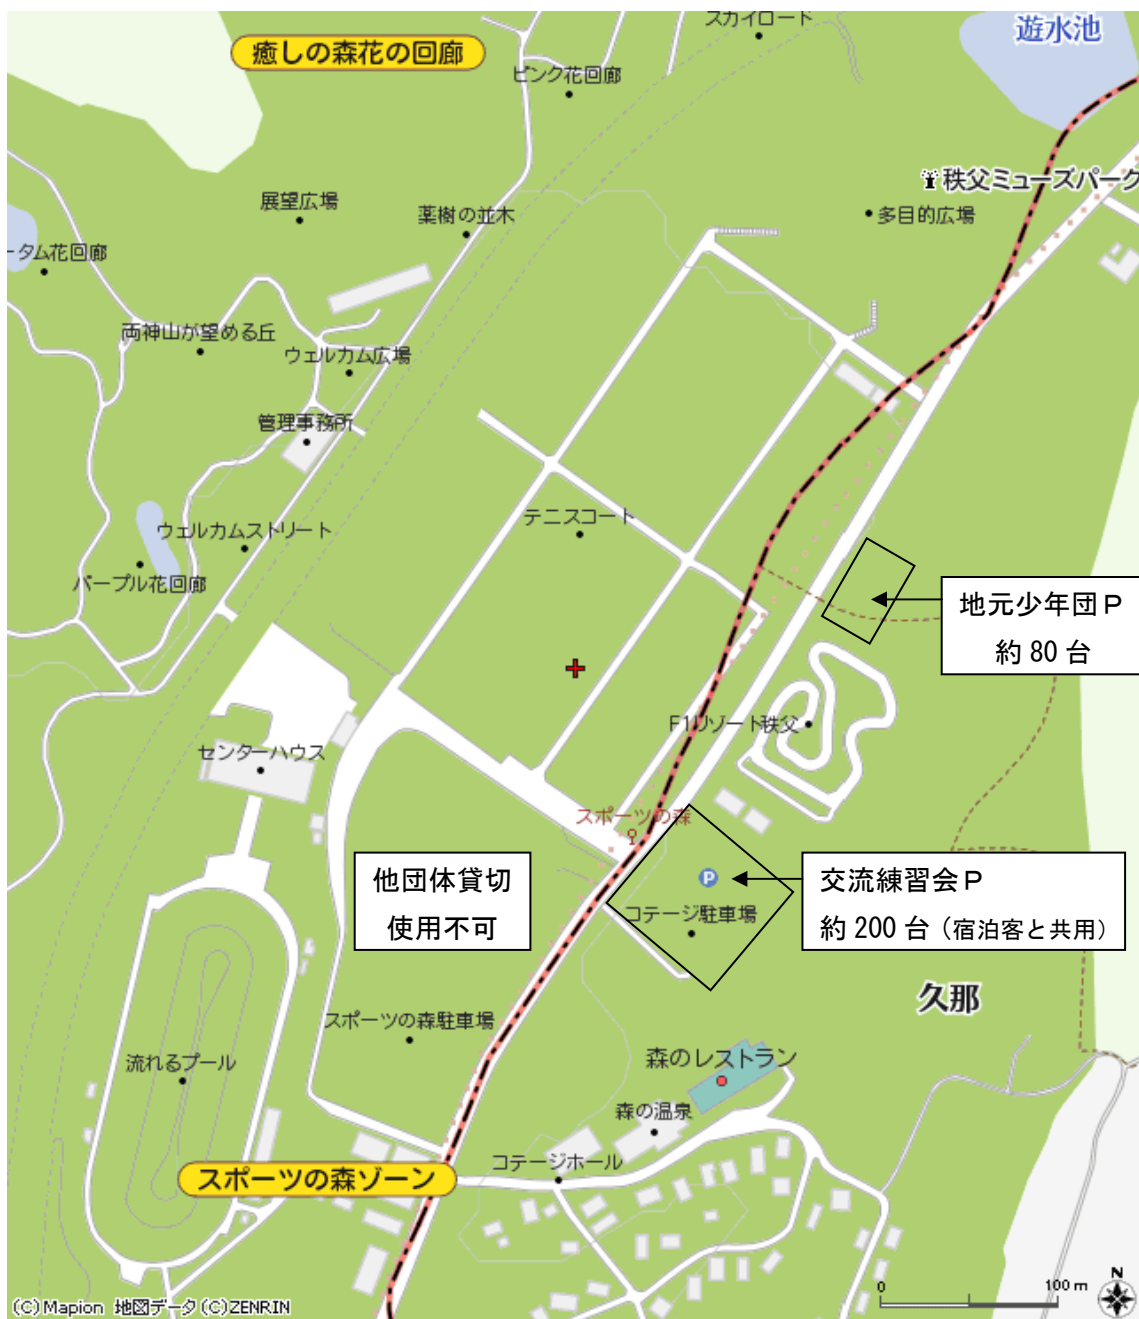 スカイロード
遊水池
癒しの森花の回廊
ピンク花回廊
秩父ミューズパーク
展望広場
薬樹の並木
多目的広場
ータム花回廊
両神山が望める丘
ウェルカム広場
管理事務所
テニスコート
ウェルカムストリート
パープル花回廊
地元少年団P
約80台
F1リゾート秩父
センターハウス
スポーツの森
他団体貸切
使用不可
P
交流練習会P
約200台(宿泊客と共用)
コテージ駐車場
久那
スポーツの森駐車場
流れるプール
森のレストラン
森の温泉
コテージホール
スポーツの森ゾーン
0
100 m
N
(C) Mapion 地図データ (C) ZENRIN